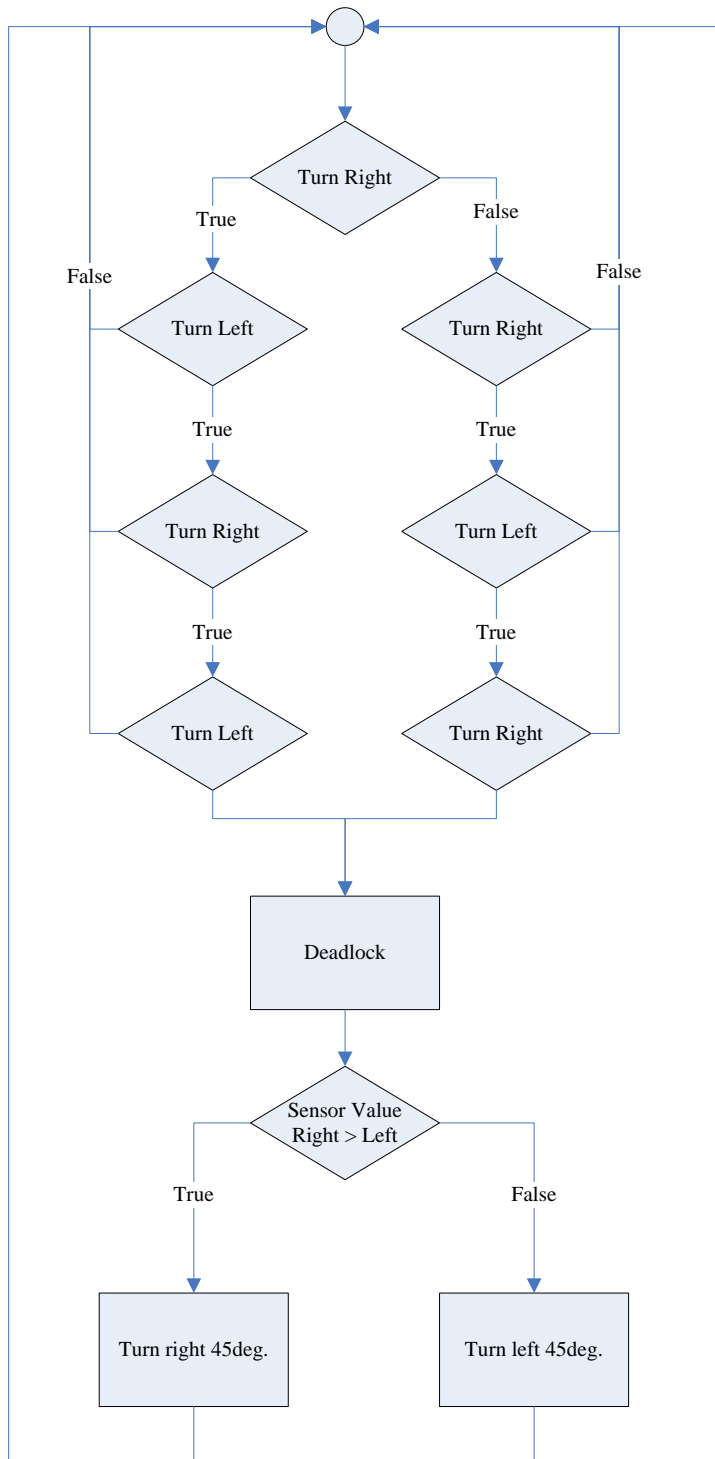 Turn Right
True
False
False
False
Turn Left
Turn Right
True
True
Turn Right
Turn Left
True
True
Turn Left
Turn Right
Deadlock
Sensor Value
Right > Left
True
False
Turn right 45deg.
Turn left 45deg.